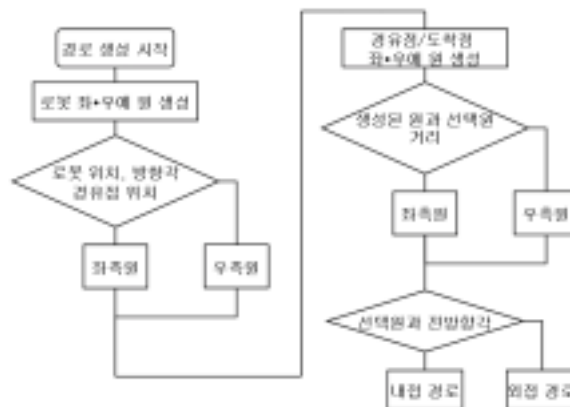 경로 생성 시작
로봇 좌+우에 원 생성
로봇 위치, 방향각
경유점 위치
좌측원
우측원
경유점/도착점
좌+우에 원 생성
생성된 원과 선택원
거리
좌측원
우측원
선택원과 전방향각
내접 경로
외접 경로